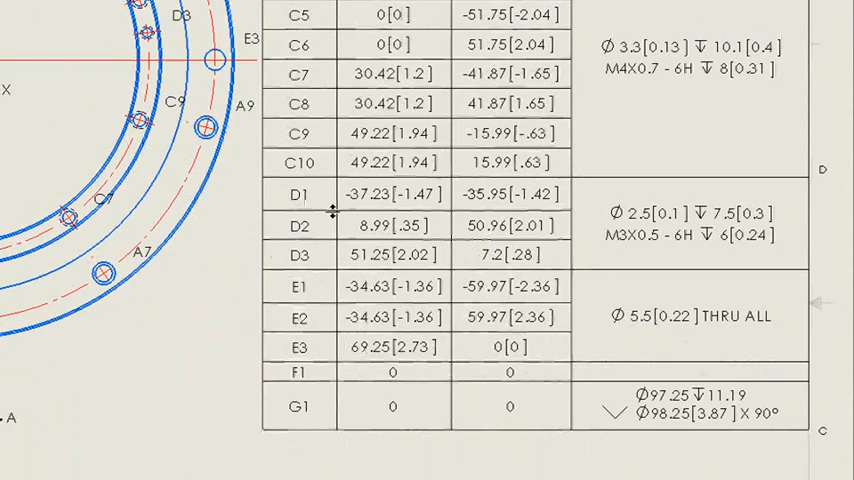 D3
E3
X
C9
A9
C7
A7
A
C5 0[0] -51.75[-2.04]
C6 0[0] 51.75[2.04]
C7 30.42[1.2] -41.87[-1.65]
C8 30.42[1.2] 41.87[1.65]
C9 49.22[1.94] -15.99[-.63]
C10 49.22[1.94] 15.99[.63]
Ø 3.3[0.13] ↧ 10.1[0.4]
M4X0.7 - 6H ↧ 8[0.31]
D1 -37.23[-1.47] -35.95[-1.42]
D2 8.99[.35] 50.96[2.01]
D3 51.25[2.02] 7.2[.28]
Ø 2.5[0.1] ↧ 7.5[0.3]
M3X0.5 - 6H ↧ 6[0.24]
E1 -34.63[-1.36] -59.97[-2.36]
E2 -34.63[-1.36] 59.97[2.36]
E3 69.25[2.73] 0[0]
Ø 5.5[0.22] THRU ALL
F1 0 0
G1 0 0
Ø97.25↧11.19
⌵ Ø98.25[3.87] X 90°
D
C